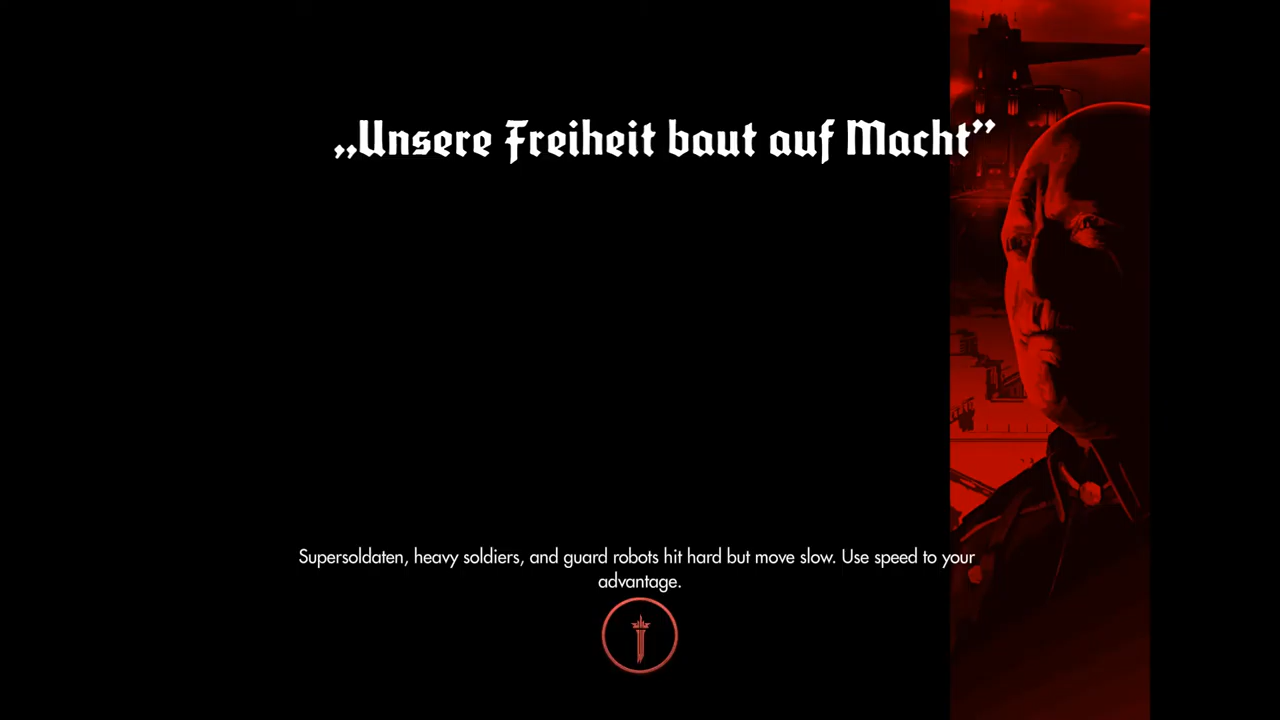 „Unsere Freiheit baut auf Macht”
Supersoldaten, heavy soldiers, and guard robots hit hard but move slow. Use speed to your
advantage.